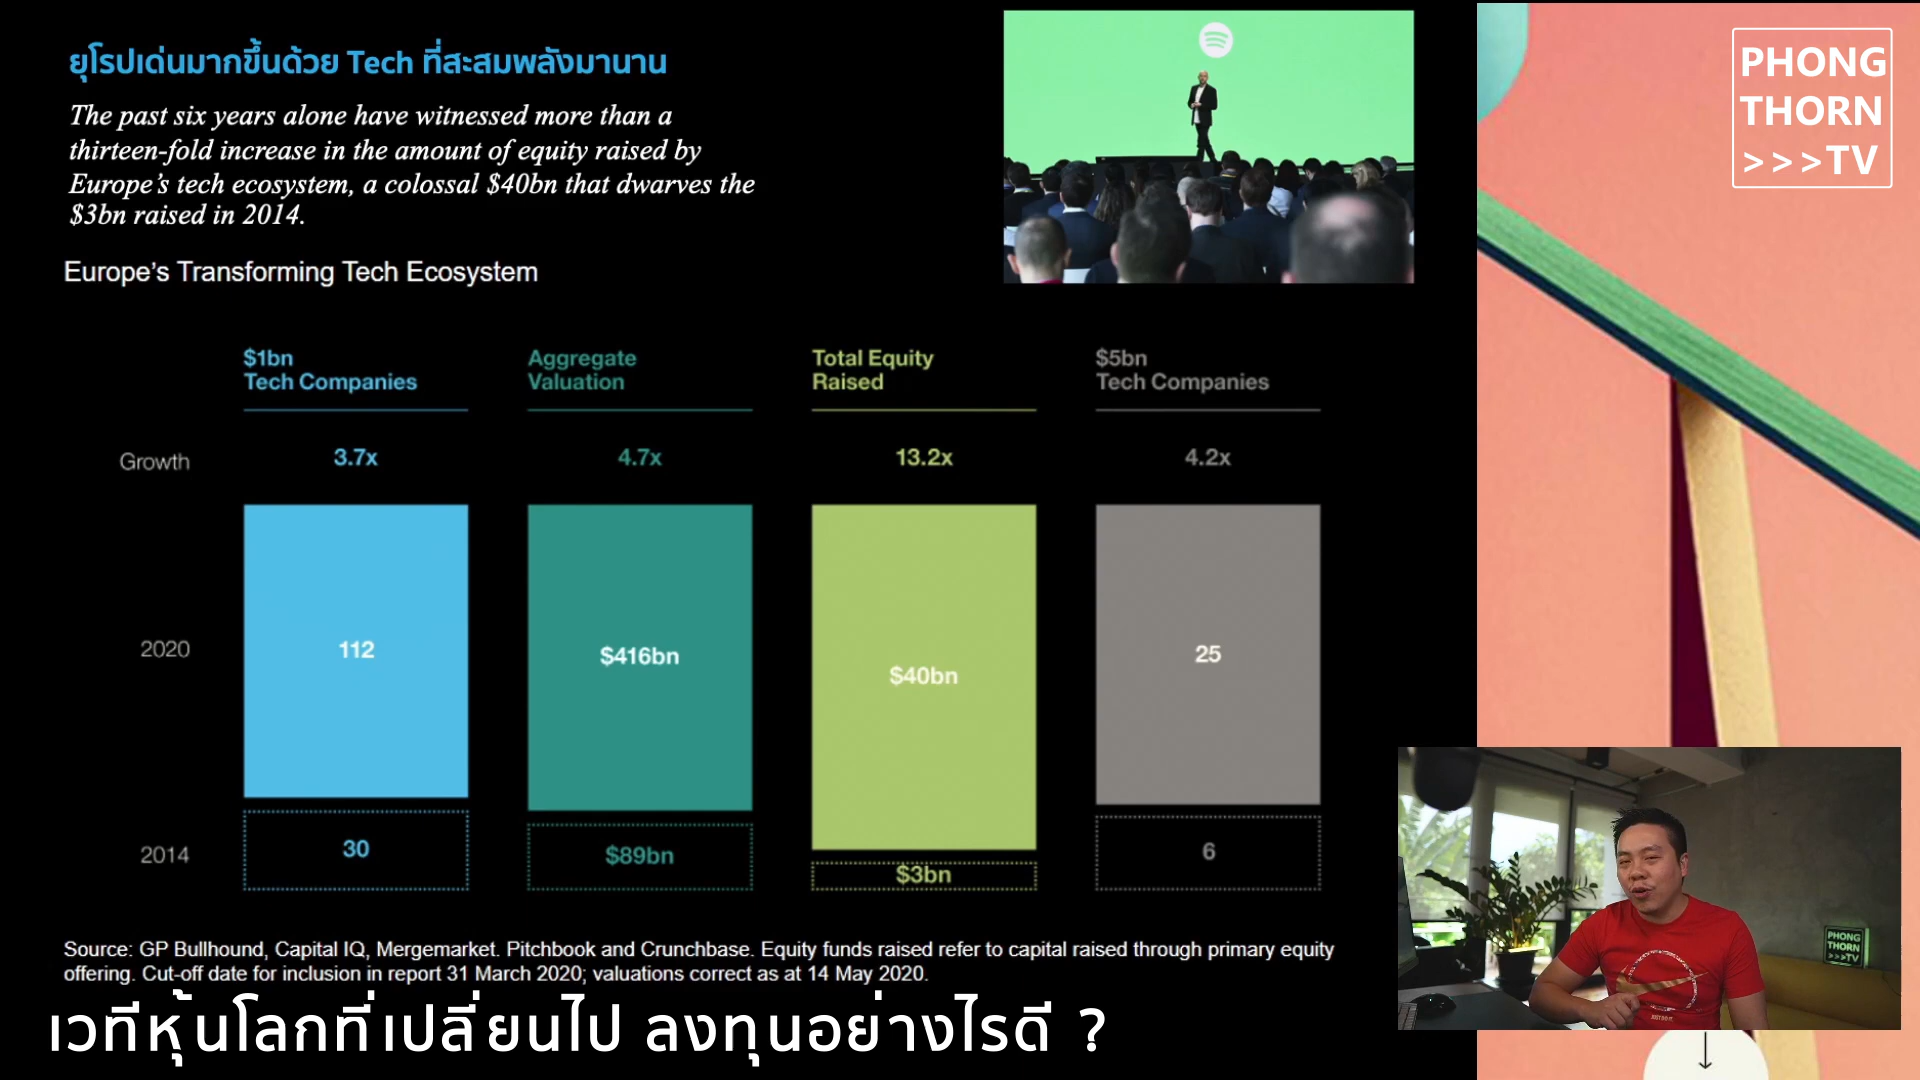 ยุโรปเด่นมากขึ้นด้วย Tech ที่สะสมพลังมานาน
The past six years alone have witnessed more than a
thirteen-fold increase in the amount of equity raised by
Europe's tech ecosystem, a colossal $40bn that dwarves the
$3bn raised in 2014.
Europe's Transforming Tech Ecosystem
$1bn
Tech Companies
Aggregate
Valuation
Total Equity
Raised
$5bn
Tech Companies
Growth
3.7x
4.7x
13.2x
4.2x
2020
112
$416bn
$40bn
25
2014
30
$89bn
$3bn
6
Source: GP Bullhound, Capital IQ, Mergemarket. Pitchbook and Crunchbase. Equity funds raised refer to capital raised through primary equity
offering. Cut-off date for inclusion in report 31 March 2020; valuations correct as at 14 May 2020.
เวทีหุ้นโลกที่เปลี่ยนไป ลงทุนอย่างไรดี ?
PHONG
THORN
>>>TV
PHONG
THORN
>>>TV